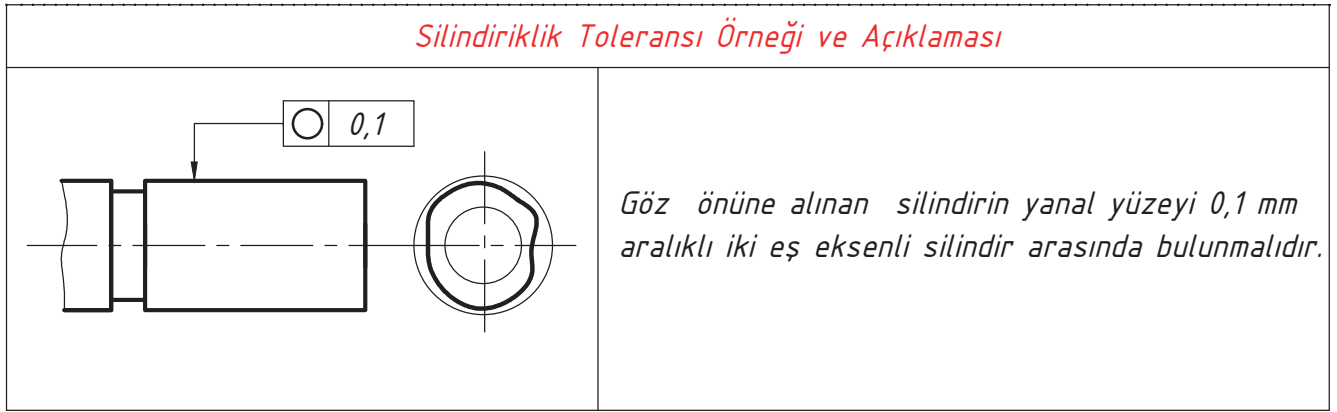 Silindiriklik Toleransı Örneği ve Açıklaması
0,1
Göz önüne alınan silindirin yanal yüzeyi 0,1 mm
aralıklı iki eş eksenli silindir arasında bulunmalıdır.